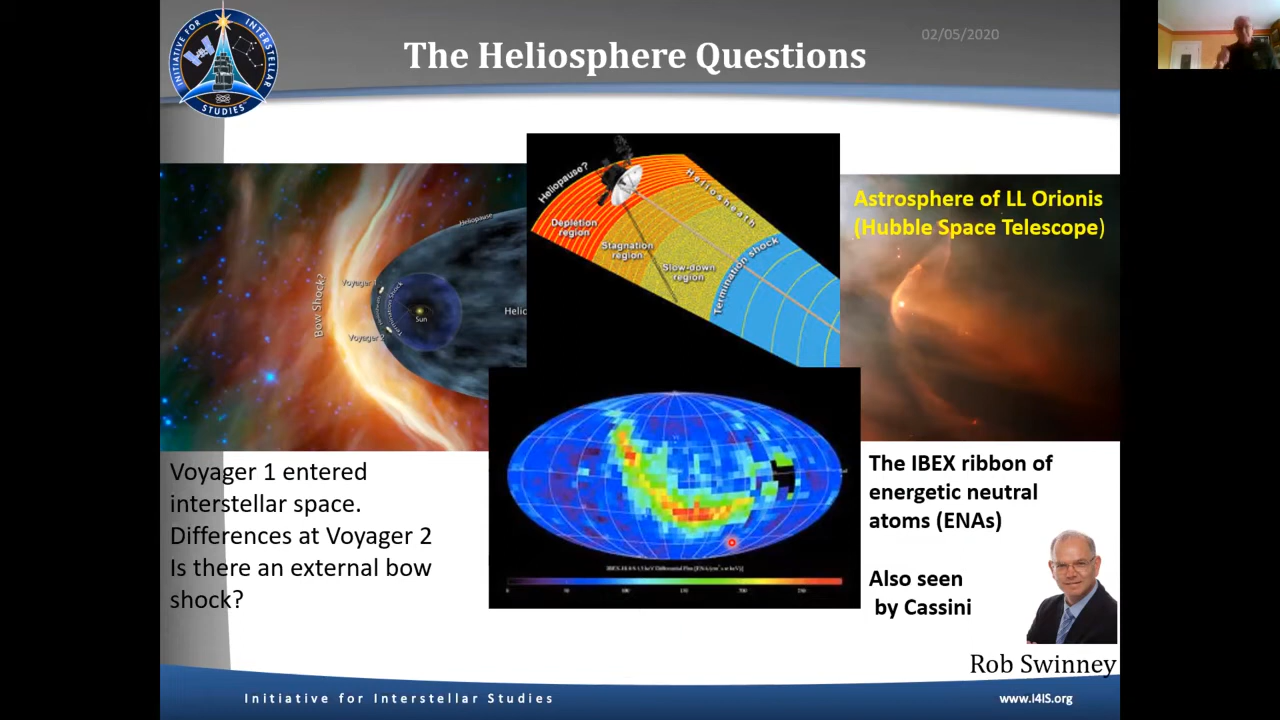 02/05/2020
The Heliosphere Questions
INITIATIVE FOR INTERSTELLAR
STUDIES
Heliopause?
Heliosheath
Depletion
region
Stagnation
region
Slow-down
region
Termination shock
Astrosphere of LL Orionis
(Hubble Space Telescope)
Heliopause
Bow Shock?
Voyager 1
Termination Shock
Sun
Helio
Voyager 2
Voyager 1 entered
interstellar space.
Differences at Voyager 2
Is there an external bow
shock?
The IBEX ribbon of
energetic neutral
atoms (ENAs)
Also seen
by Cassini
Rob Swinney
Initiative for Interstellar Studies
www.I4IS.org